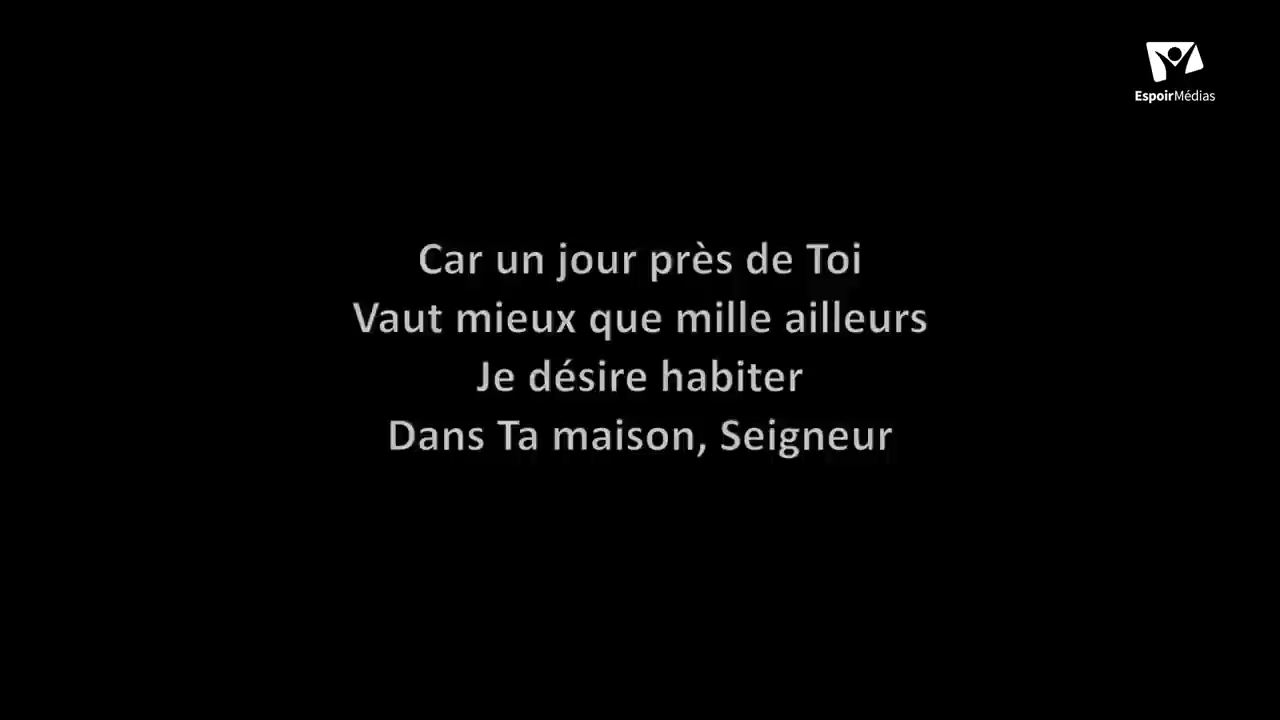 EspoirMédias
Car un jour près de Toi
Vaut mieux que mille ailleurs
Je désire habiter
Dans Ta maison, Seigneur